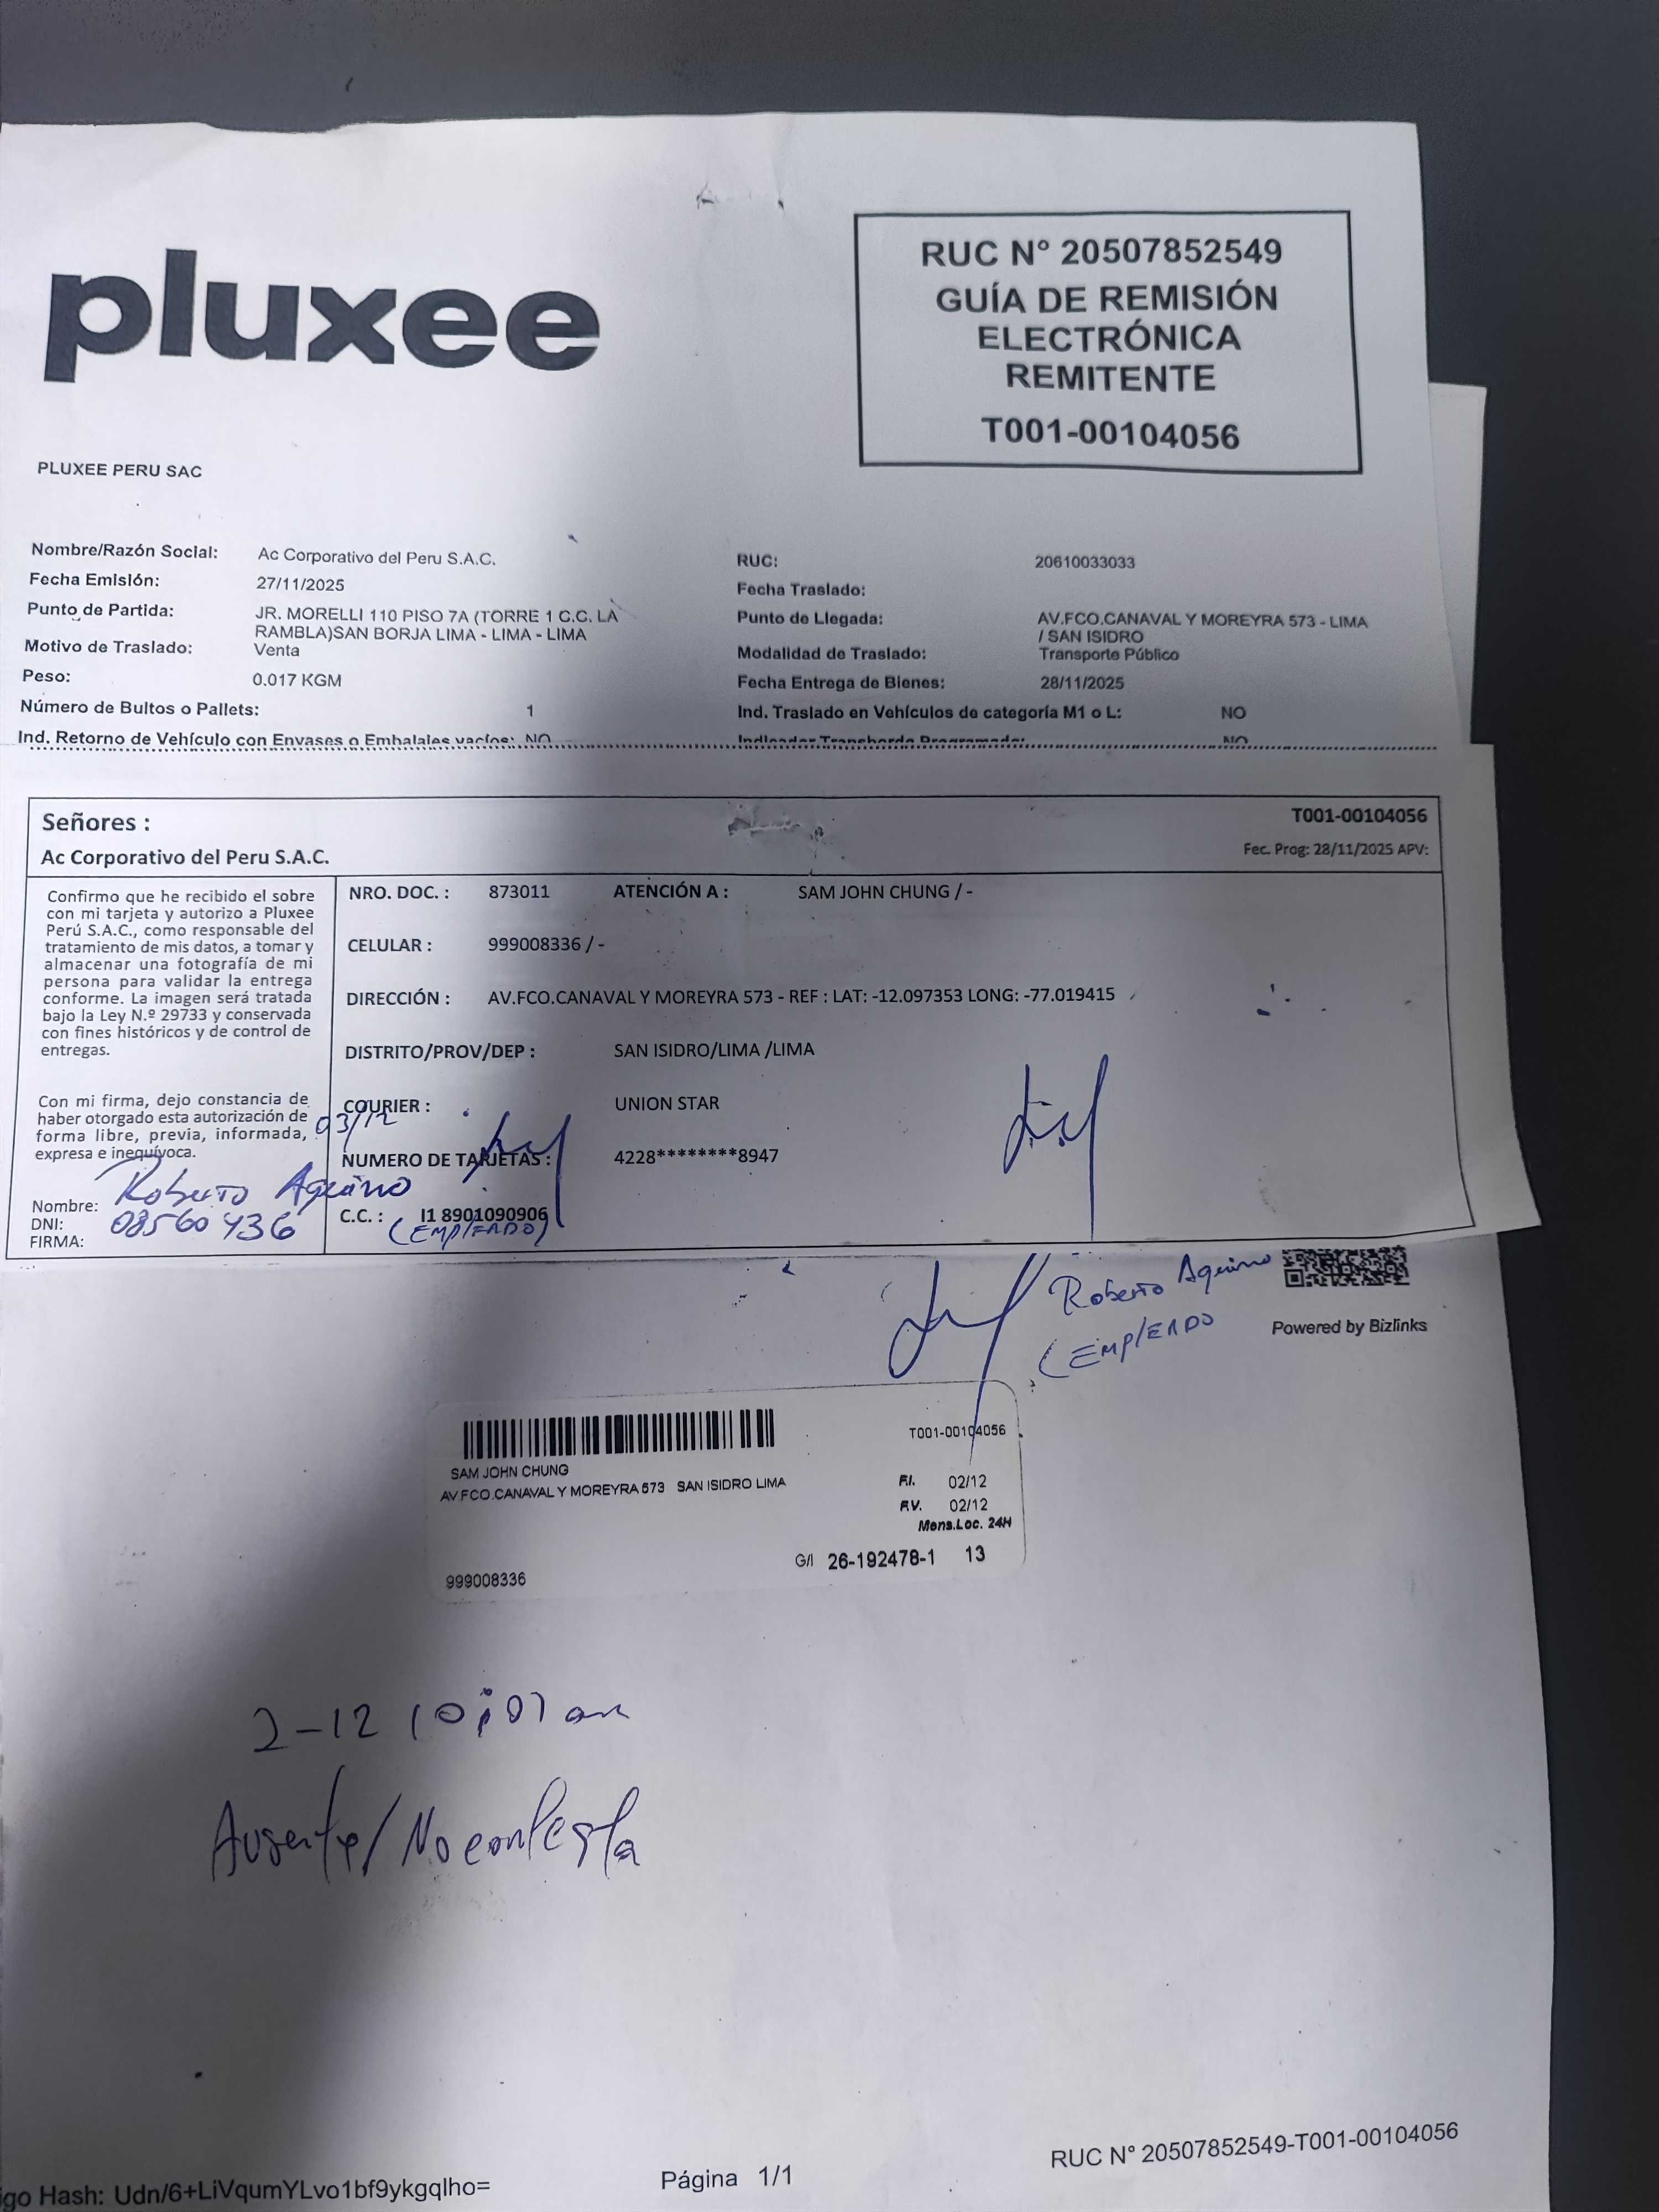 pluxee
RUC N° 20507852549
GUÍA DE REMISIÓN
ELECTRÓNICA
REMITENTE
T001-00104056
PLUXEE PERU SAC
Nombre/Razón Social: Ac Corporativo del Peru S.A.C.
RUC: 20610033033
Fecha Emisión: 27/11/2025
Fecha Traslado:
Punto de Partida: JR. MORELLI 110 PISO 7A (TORRE 1 C.C. LA
RAMBLA)SAN BORJA LIMA - LIMA - LIMA
Punto de Llegada: AV.FCO.CANAVAL Y MOREYRA 573 - LIMA
/ SAN ISIDRO
Motivo de Traslado: Venta
Modalidad de Traslado: Transporte Público
Peso: 0.017 KGM
Fecha Entrega de Bienes: 28/11/2025
Número de Bultos o Pallets: 1
Ind. Traslado en Vehículos de categoría M1 o L: NO
Ind. Retorno de Vehículo con Envases o Embalajes vacíos: NO
Indicador Transbordo Programado: NO
Señores :
T001-00104056
Ac Corporativo del Peru S.A.C.
Fec. Prog: 28/11/2025 APV:
Confirmo que he recibido el sobre
con mi tarjeta y autorizo a Pluxee
Perú S.A.C., como responsable del
tratamiento de mis datos, a tomar y
almacenar una fotografía de mi
persona para validar la entrega
conforme. La imagen será tratada
bajo la Ley N.º 29733 y conservada
con fines históricos y de control de
entregas.
Con mi firma, dejo constancia de
haber otorgado esta autorización de
forma libre, previa, informada,
expresa e inequívoca.
03/12
Nombre: Roberto Aquino
DNI: 08560436
FIRMA:
NRO. DOC. : 873011 ATENCIÓN A : SAM JOHN CHUNG / -
CELULAR : 999008336 / -
DIRECCIÓN : AV.FCO.CANAVAL Y MOREYRA 573 - REF : LAT: -12.097353 LONG: -77.019415
DISTRITO/PROV/DEP : SAN ISIDRO/LIMA /LIMA
COURIER : UNION STAR
NUMERO DE TARJETAS : 4228********8947
C.C. : I1 8901090906
(EMPLEADO)
Roberto Aquino
(EMPLEADO
Powered by Bizlinks
T001-00104056
SAM JOHN CHUNG
AV.FCO.CANAVAL Y MOREYRA 573 SAN ISIDRO LIMA
F.I. 02/12
F.V. 02/12
Mens.Loc. 24H
G/I 26-192478-1 13
999008336
2-12
Ausente/No contesta
igo Hash: Udn/6+LiVqumYLvo1bf9ykgqlho=
Página 1/1
RUC N° 20507852549-T001-00104056